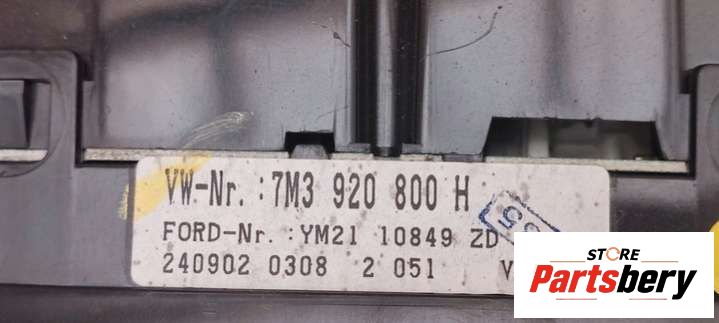 VW-Nr. :7M3 920 800 H
FORD-Nr. :YM21 10849 ZD
240902 0308 2 051 V
STORE
Partsbery